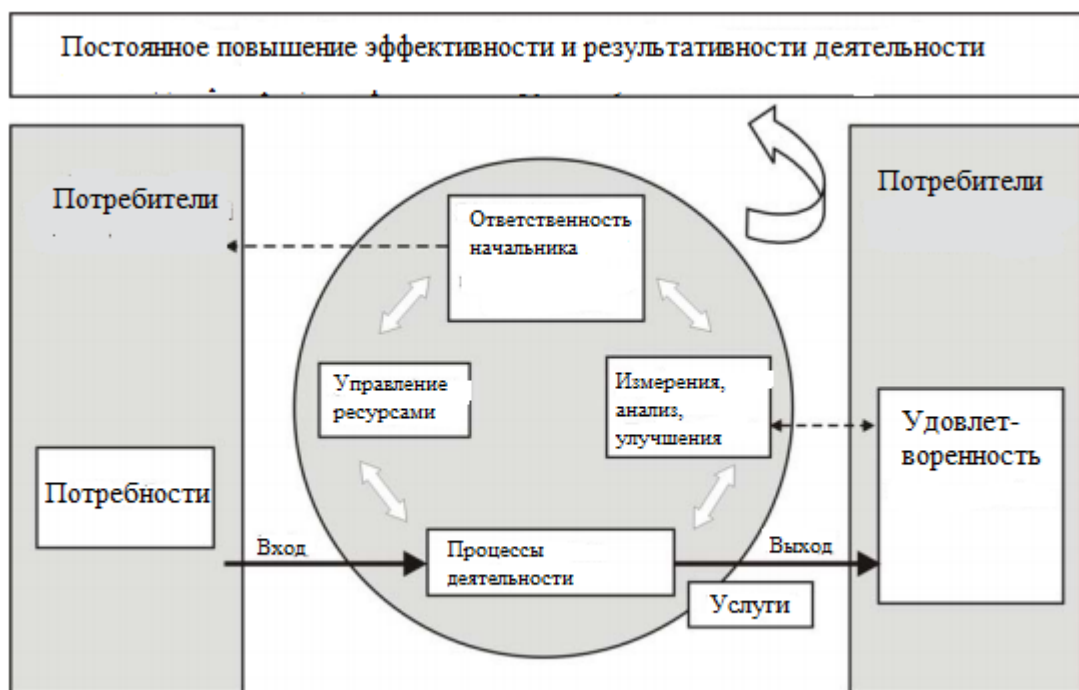 Постоянное повышение эффективности и результативности деятельности
Потребители
Потребители
Ответственность
начальника
Управление
ресурсами
Измерения,
анализ,
улучшения
Удовлет-
воренность
Потребности
Вход
Процессы
деятельности
Выход
Услуги